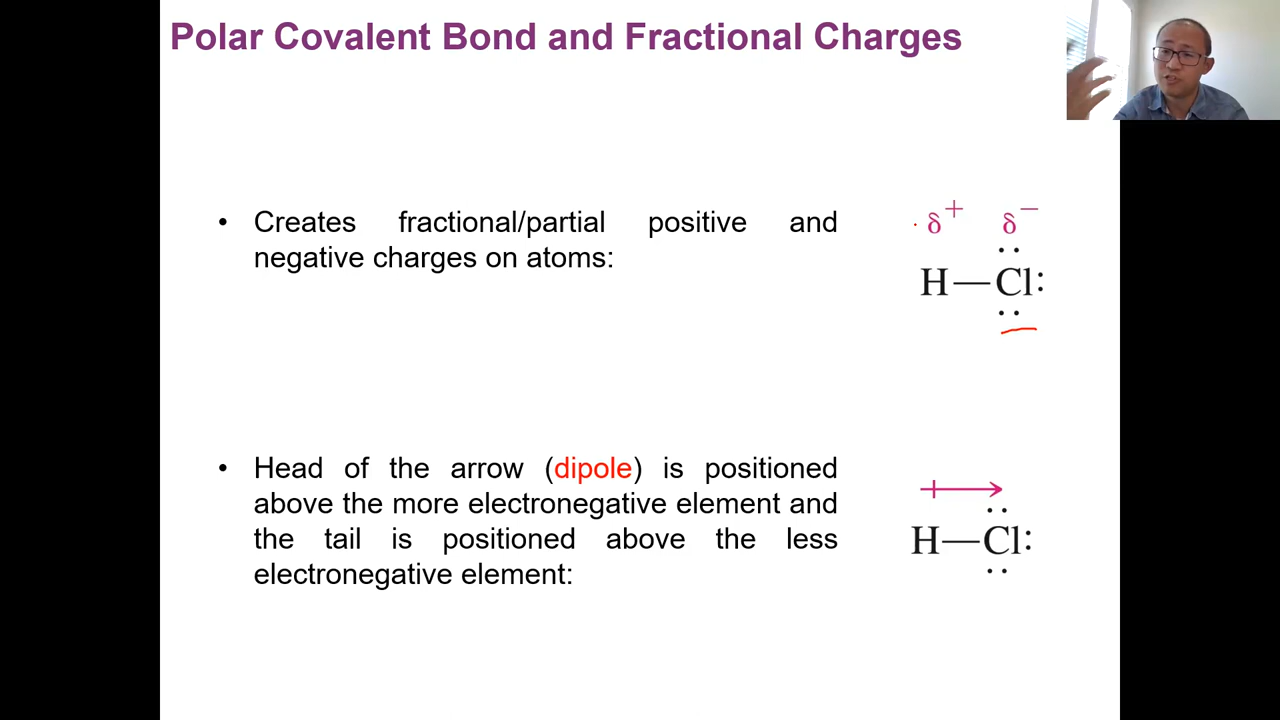 Polar Covalent Bond and Fractional Charges
• Creates fractional/partial positive and
negative charges on atoms:
δ+ δ−
H—Cl:
• Head of the arrow (dipole) is positioned
above the more electronegative element and
the tail is positioned above the less
electronegative element:
H—Cl: